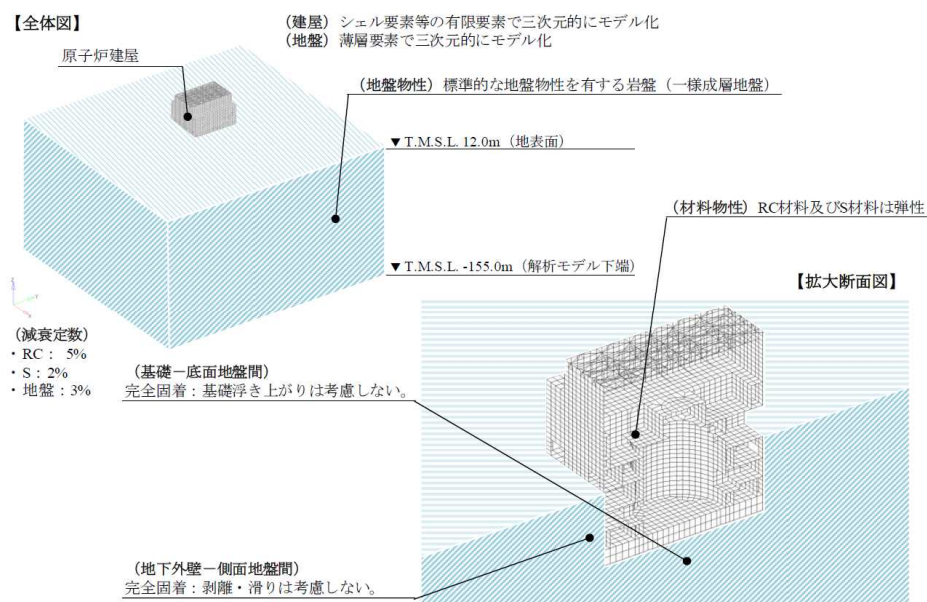 【全体図】
(建屋) シェル要素等の有限要素で三次元的にモデル化
(地盤) 薄層要素で三次元的にモデル化
原子炉建屋
(地盤物性) 標準的な地盤物性を有する岩盤（一様成層地盤）
▼ T.M.S.L. 12.0m（地表面）
(材料物性) RC材料及びS材料は弾性
▼ T.M.S.L. -155.0m（解析モデル下端）
【拡大断面図】
(減衰定数)
・RC： 5%
・S：2%
・地盤：3%
(基礎－底面地盤間)
完全固着：基礎浮き上がりは考慮しない。
(地下外壁－側面地盤間)
完全固着：剥離・滑りは考慮しない。